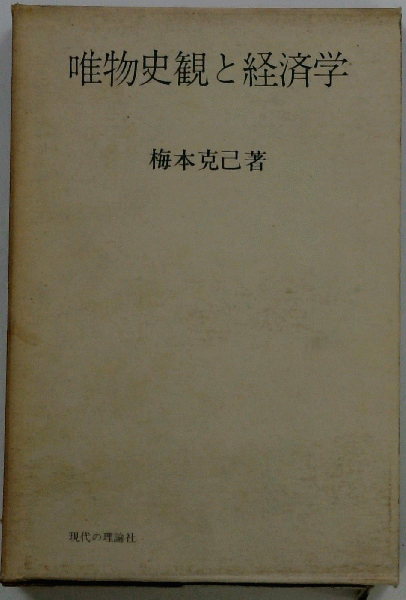 唯物史観と経済学
梅本克己著
現代の理論社